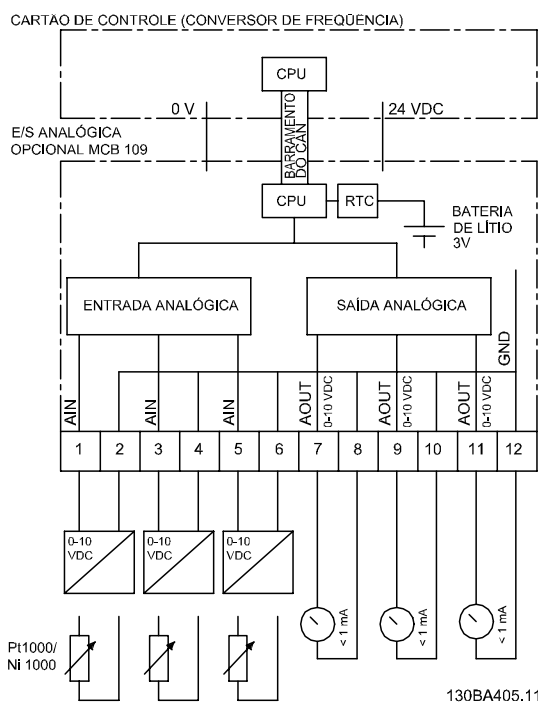 CARTÃO DE CONTROLE (CONVERSOR DE FREQÜÊNCIA)
CPU
0 V
24 VDC
BARRAMENTO
DO CAN
E/S ANALÓGICA
OPCIONAL MCB 109
CPU
RTC
BATERIA
DE LÍTIO
3V
ENTRADA ANALÓGICA
SAÍDA ANALÓGICA
GND
AIN
AIN
AIN
AOUT
0-10 VDC
AOUT
0-10 VDC
AOUT
0-10 VDC
1
2
3
4
5
6
7
8
9
10
11
12
0-10
VDC
0-10
VDC
0-10
VDC
< 1 mA
< 1 mA
< 1 mA
Pt1000/
Ni 1000
130BA405.11